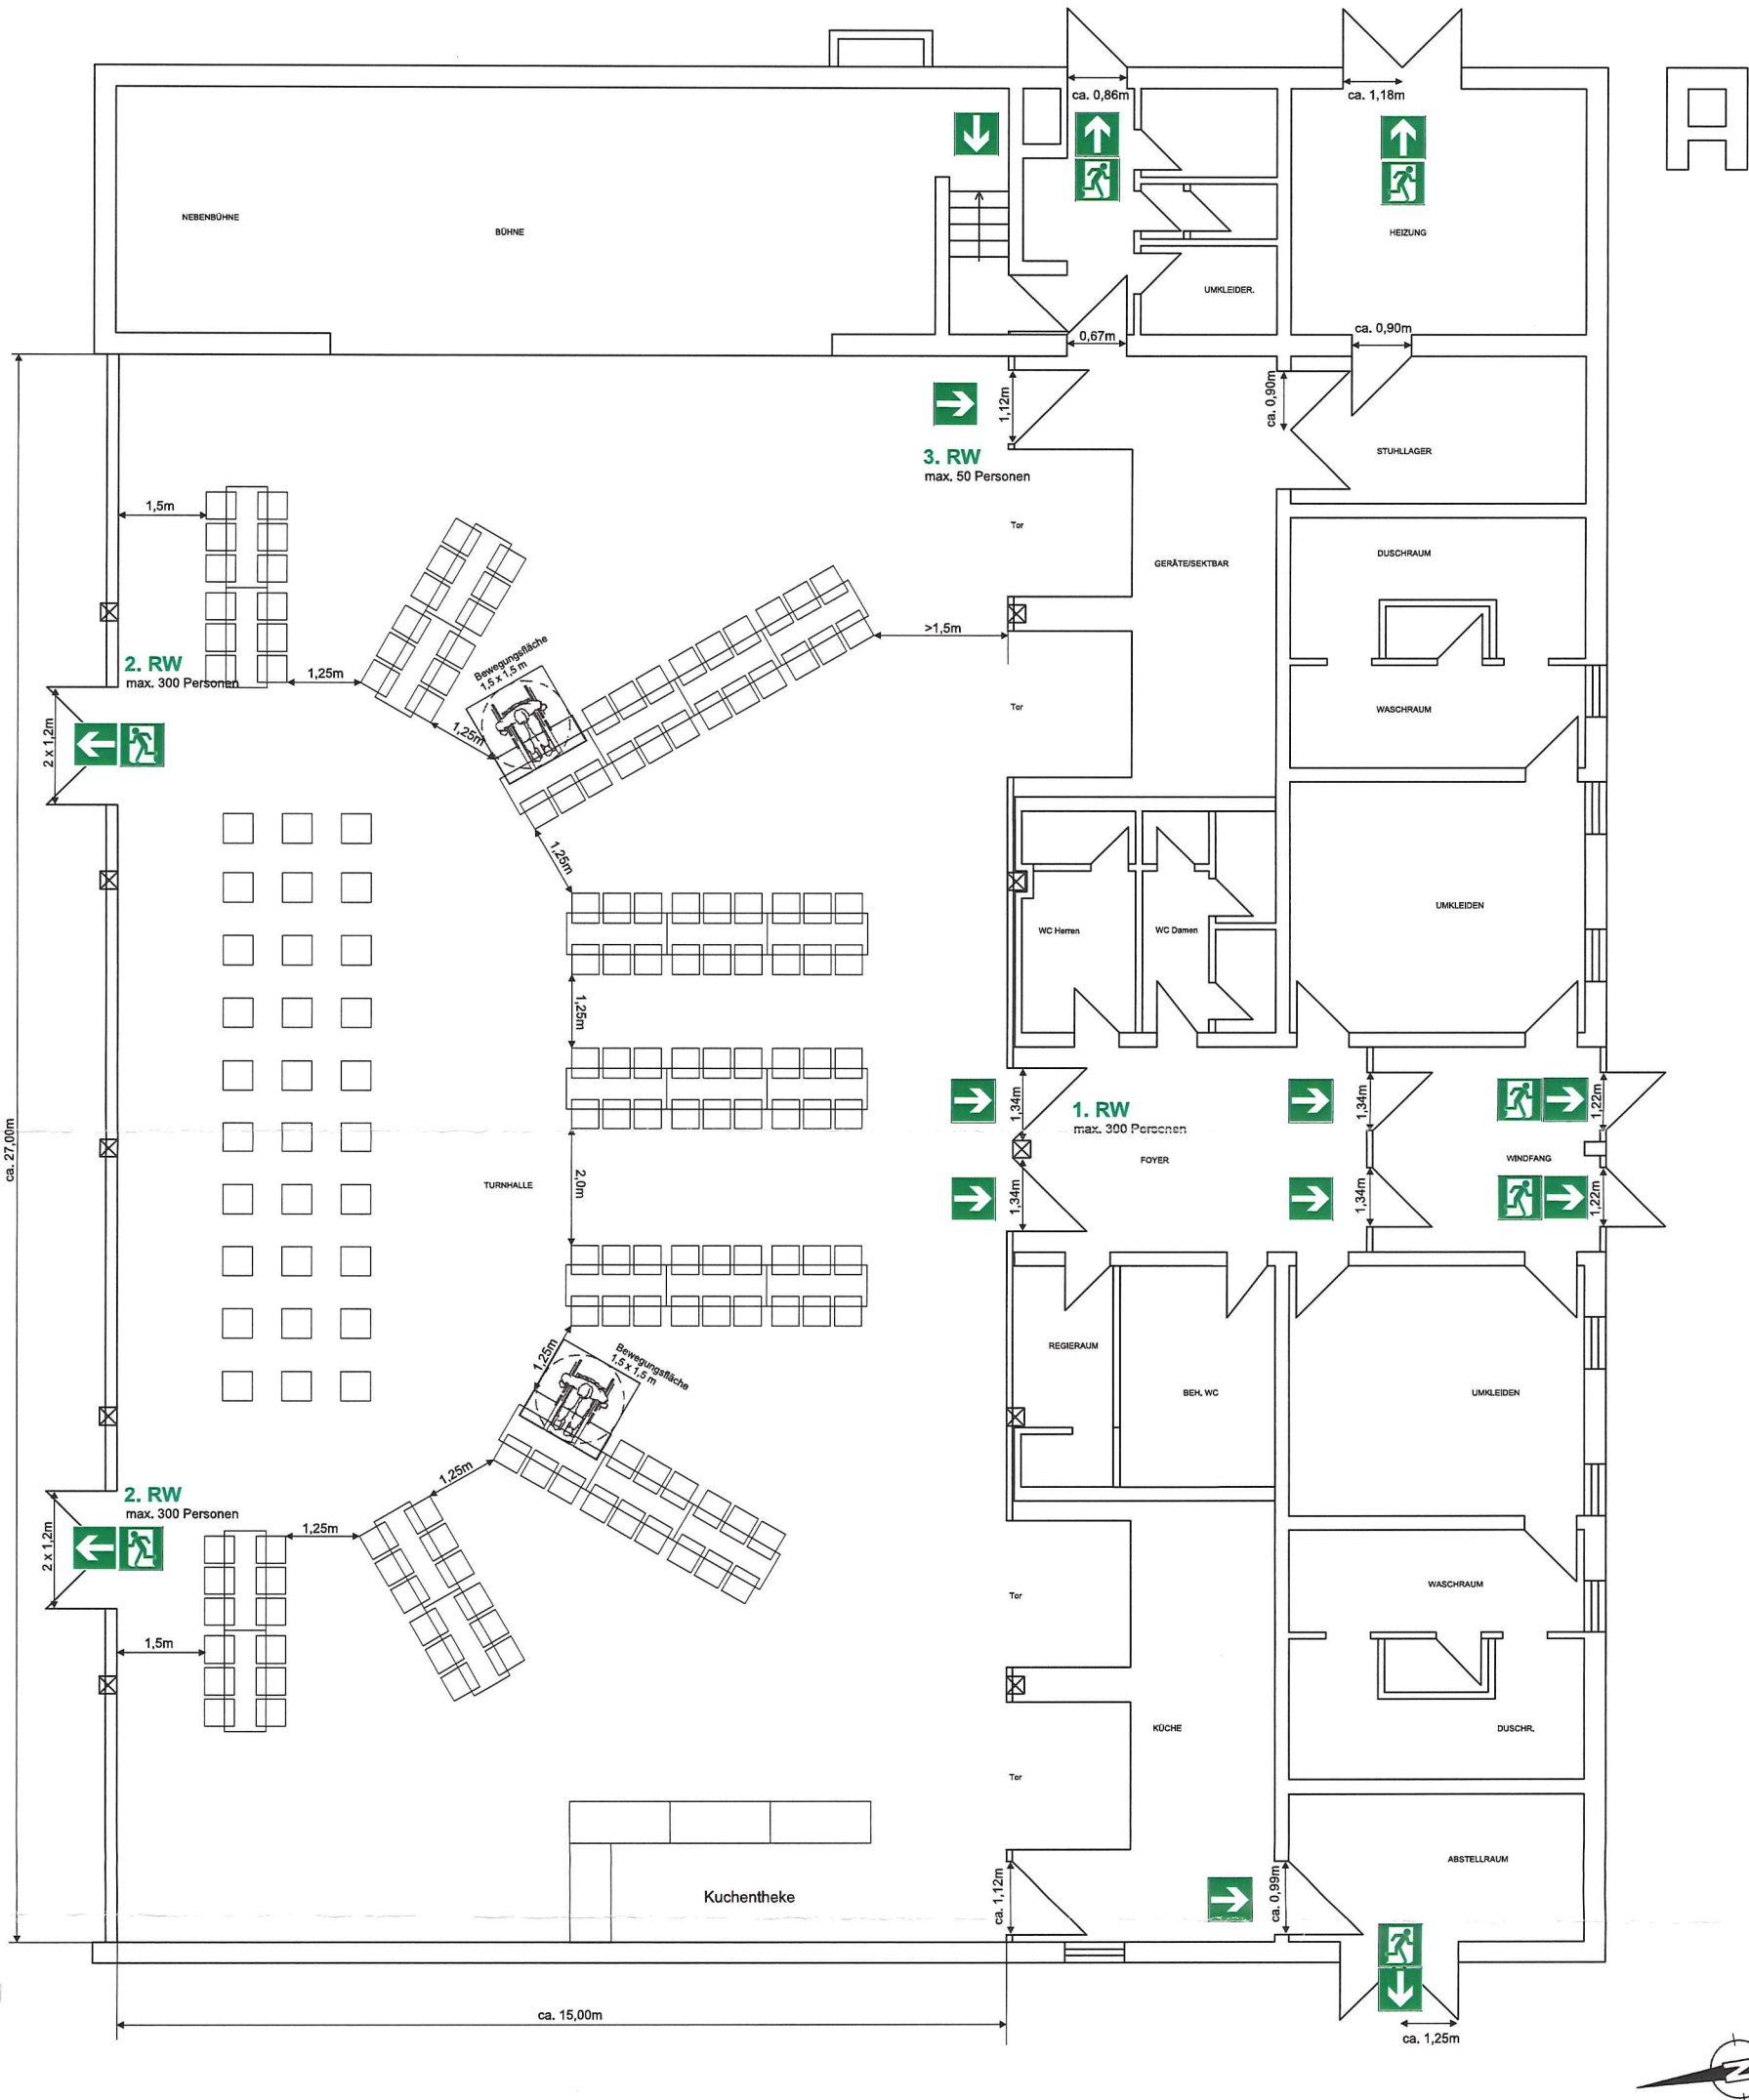 ca. 0,86m
ca. 1,18m
NEBENBÜHNE
BÜHNE
HEIZUNG
UMKLEIDER.
0,67m
ca. 0,90m
1,12m
ca. 0,90m
3. RW
max. 50 Personen
STUHLLAGER
1,5m
Tor
DUSCHRAUM
GERÄTE/SEKTBAR
>1,5m
2. RW
max. 300 Personen
1,25m
Bewegungsfläche
1,5 x 1,5 m
1,25m
Tor
WASCHRAUM
2 x 1,2m
1,25m
UMKLEIDEN
WC Herren
WC Damen
1,25m
1,34m
1. RW
max. 300 Personen
1,34m
1,22m
ca. 27,00m
FOYER
WINDFANG
TURNHALLE
2,0m
1,34m
1,34m
1,22m
1,25m
Bewegungsfläche
1,5 x 1,5 m
REGIERAUM
BEH. WC
UMKLEIDEN
1,25m
2. RW
max. 300 Personen
1,25m
2 x 1,2m
WASCHRAUM
Tor
1,5m
KÜCHE
DUSCHR.
Tor
ABSTELLRAUM
Kuchentheke
ca. 1,12m
ca. 0,99m
ca. 15,00m
ca. 1,25m